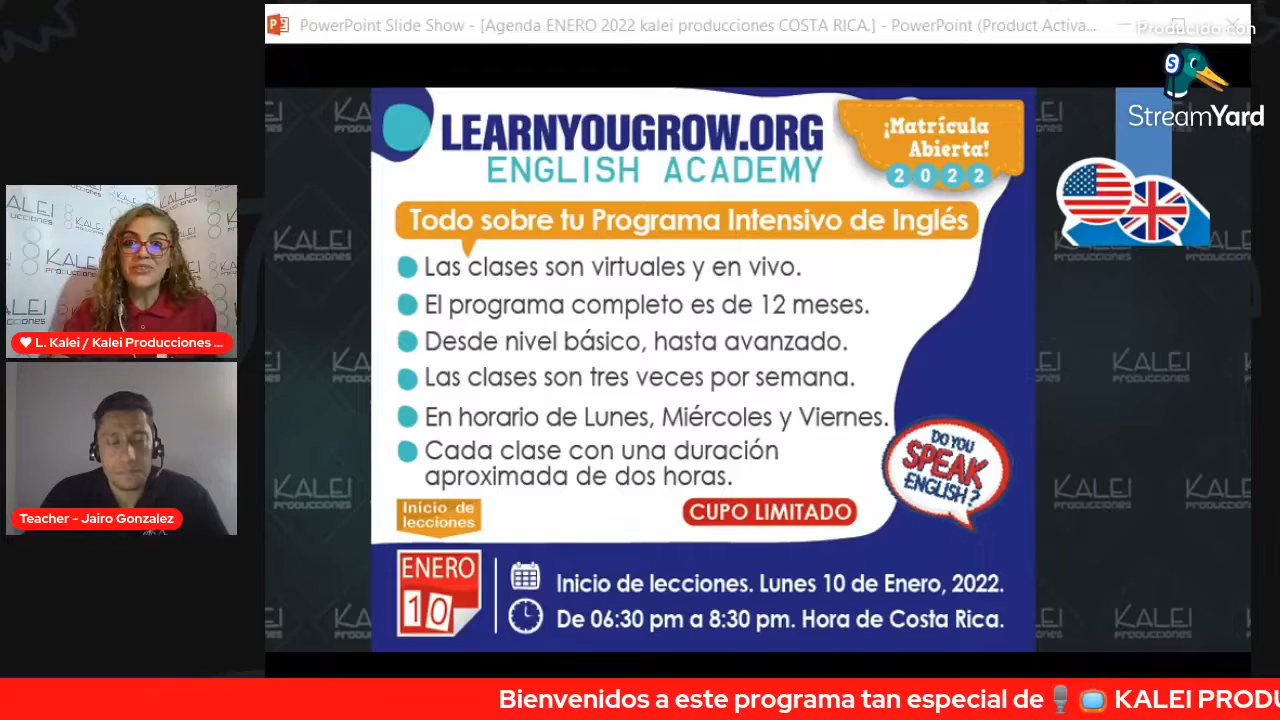 PowerPoint Slide Show - [Agenda ENERO 2022 kalei producciones COSTA RICA.] - PowerPoint (Product Activa...
Producido con
StreamYard
LEARNYOUGROW.ORG
ENGLISH ACADEMY
¡Matrícula
Abierta!
2022
Todo sobre tu Programa Intensivo de Inglés
Las clases son virtuales y en vivo.
El programa completo es de 12 meses.
Desde nivel básico, hasta avanzado.
Las clases son tres veces por semana.
En horario de Lunes, Miércoles y Viernes.
Cada clase con una duración
aproximada de dos horas.
DO YOU
SPEAK
ENGLISH?
Inicio de
lecciones
CUPO LIMITADO
ENERO
10
Inicio de lecciones. Lunes 10 de Enero, 2022.
De 06:30 pm a 8:30 pm. Hora de Costa Rica.
L. Kalei / Kalei Producciones ...
Teacher - Jairo Gonzalez
KALEI
PRODUCCIONES
Bienvenidos a este programa tan especial de 🎙️ 📺 KALEI PRODU